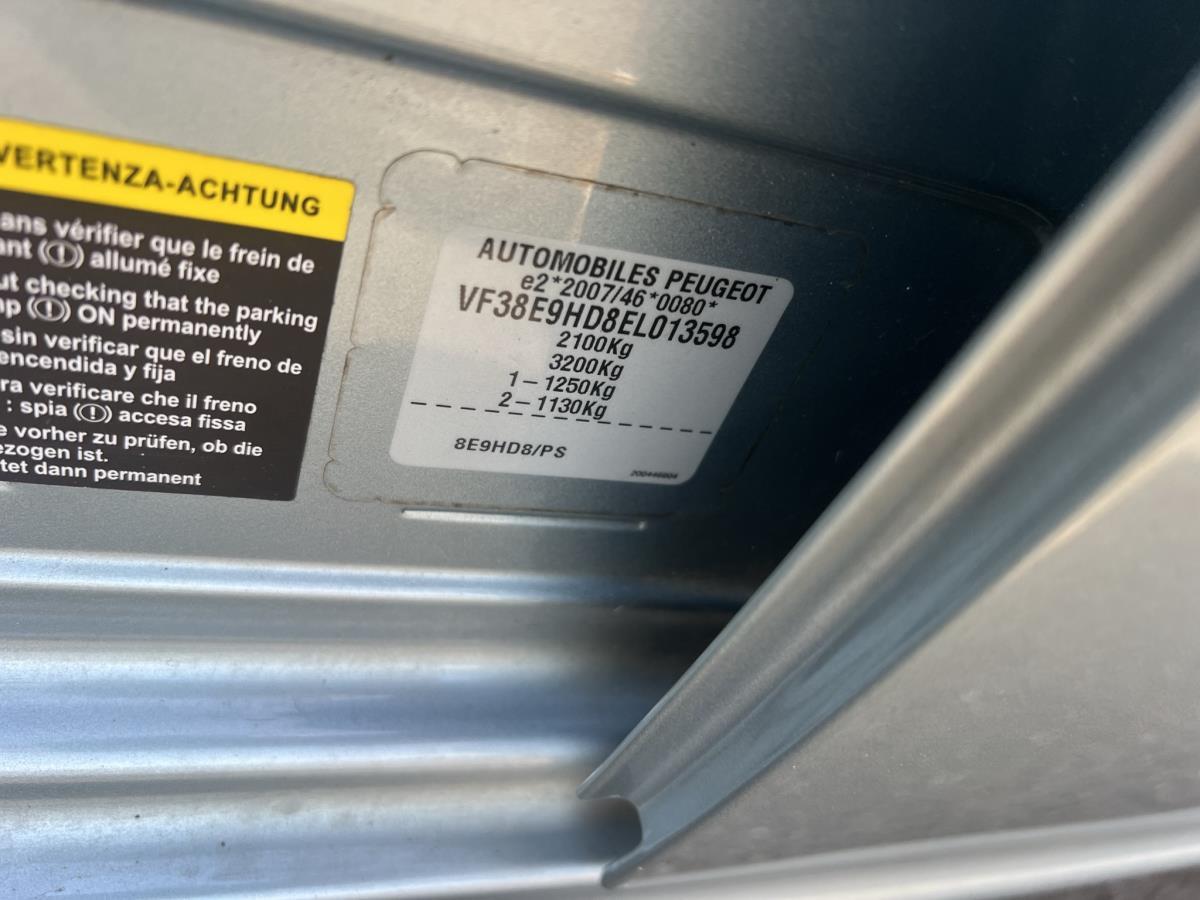 VERTENZA-ACHTUNG
ans vérifier que le frein de
ant (!) allumé fixe
ut checking that the parking
mp (!) ON permanently
sin verificar que el freno de
encendida y fija
ra verificare che il freno
: spia (!) accesa fissa
e vorher zu prüfen, ob die
ezogen ist.
tet dann permanent
AUTOMOBILES PEUGEOT
e2*2007/46*0080*
VF38E9HD8EL013598
2100Kg
3200Kg
1-1250Kg
2-1130Kg
8E9HD8/PS